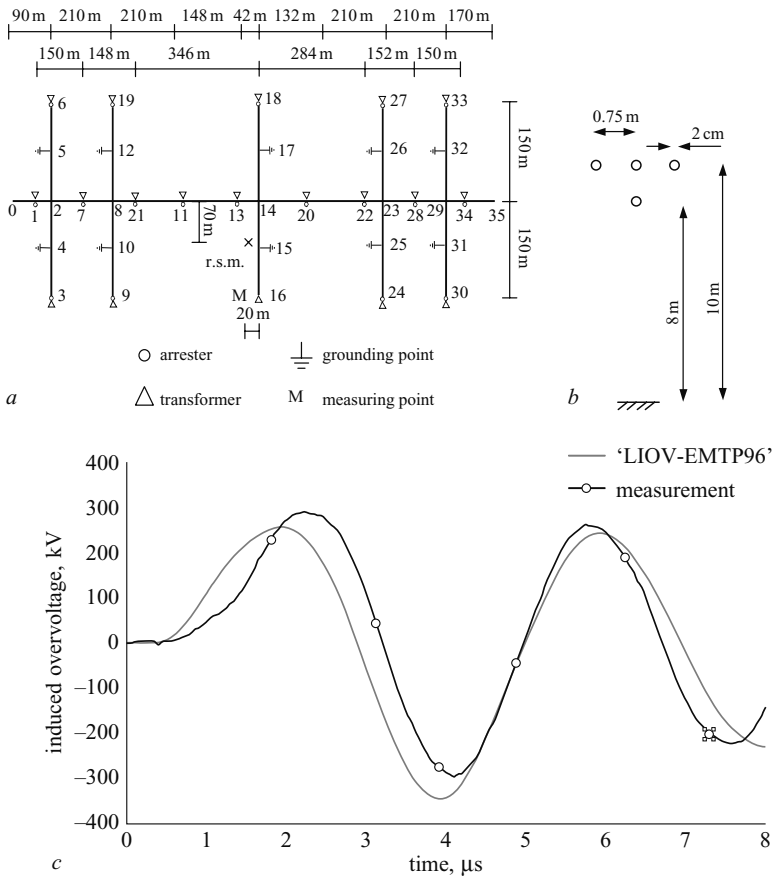 90 m 210 m 210 m 148 m 42 m 132 m 210 m 210 m 170 m
150 m 148 m 346 m 284 m 152 m 150 m
6 19 18 27 33
5 12 17 26 32
150 m
0 1 2 7 8 21 11 13 14 20 22 23 28 29 34 35
70 m
4 10 15 25 31
150 m
r.s.m.
3 9 M 16 24 30
20 m
arrester grounding point
transformer M measuring point
a
0.75 m
2 cm
8 m
10 m
b
'LIOV-EMTP96'
measurement
induced overvoltage, kV
400
300
200
100
0
–100
–200
–300
–400
0 1 2 3 4 5 6 7 8
time, μs
c